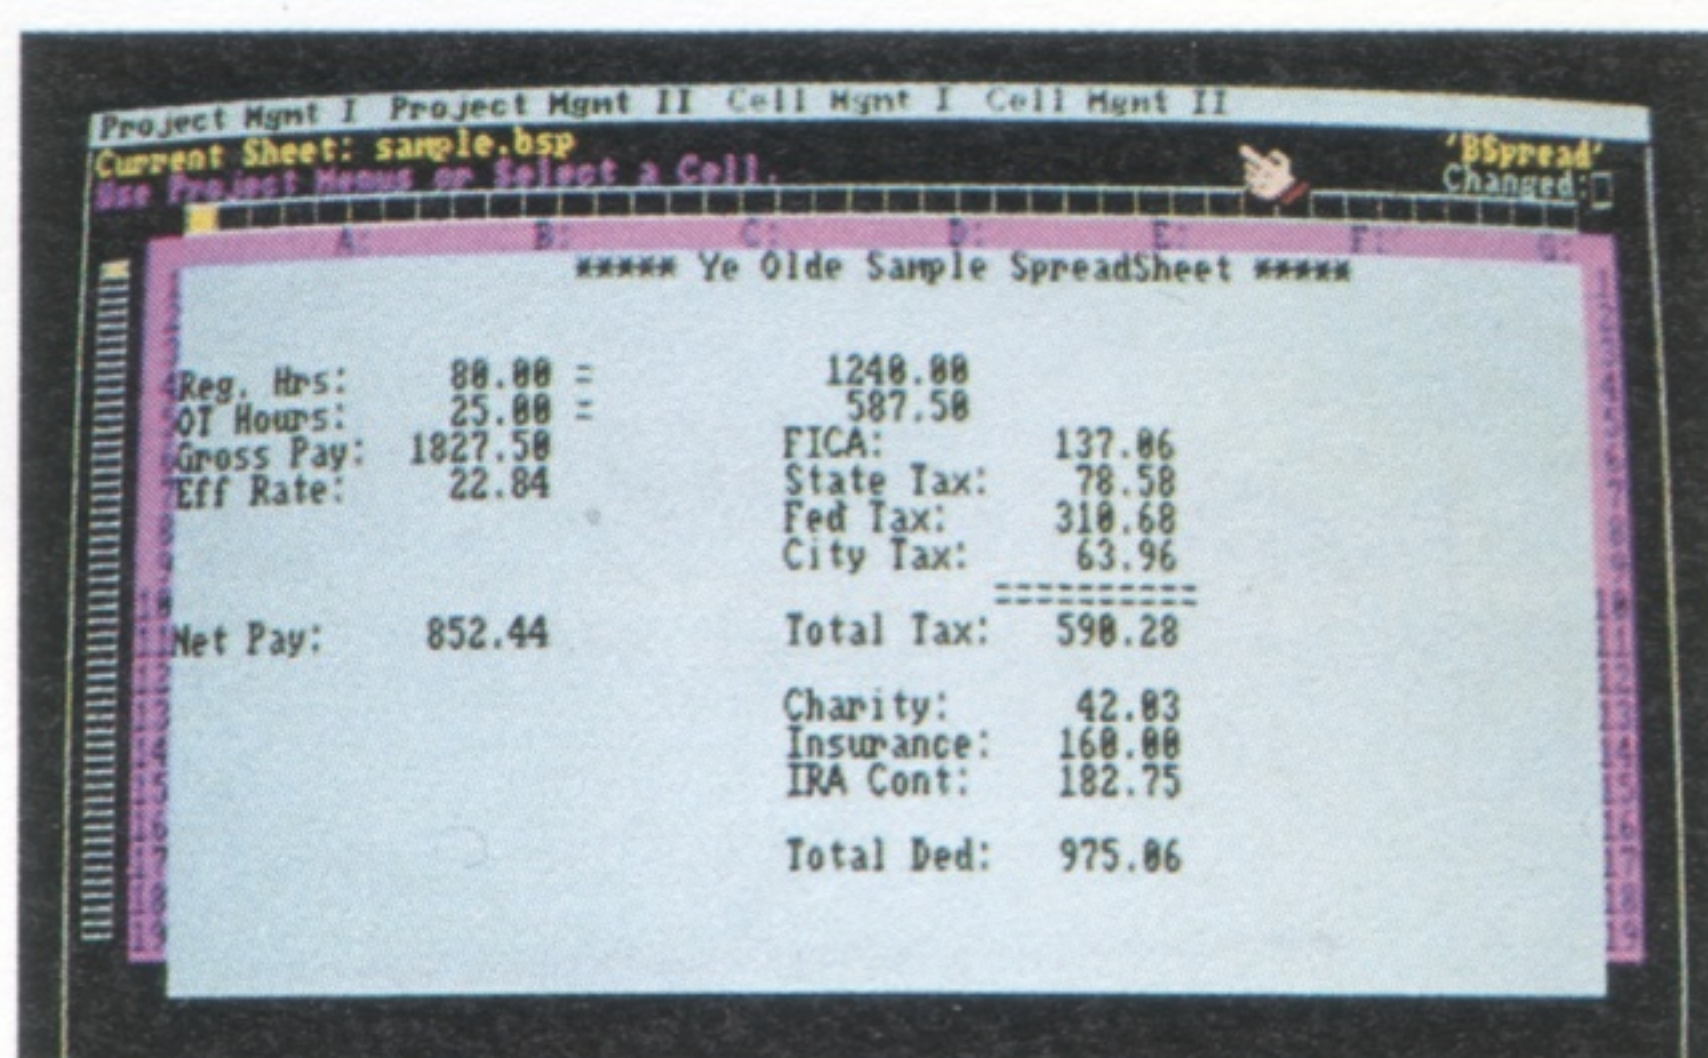 Project Mgmt I Project Mgmt II Cell Mgmt I Cell Mgmt II
Current Sheet: sample.bsp 'BSpread'
Use Project Menus or Select a Cell. Changed:
A: B: C: D: E: F: G:
***** Ye Olde Sample SpreadSheet *****
Reg. Hrs: 80.00 = 1240.00
OT Hours: 25.00 = 587.50
Gross Pay: 1827.50 FICA: 137.06
Eff Rate: 22.84 State Tax: 78.58
Fed Tax: 310.68
City Tax: 63.96
==========
Net Pay: 852.44 Total Tax: 590.28
Charity: 42.03
Insurance: 160.00
IRA Cont: 182.75
Total Ded: 975.06